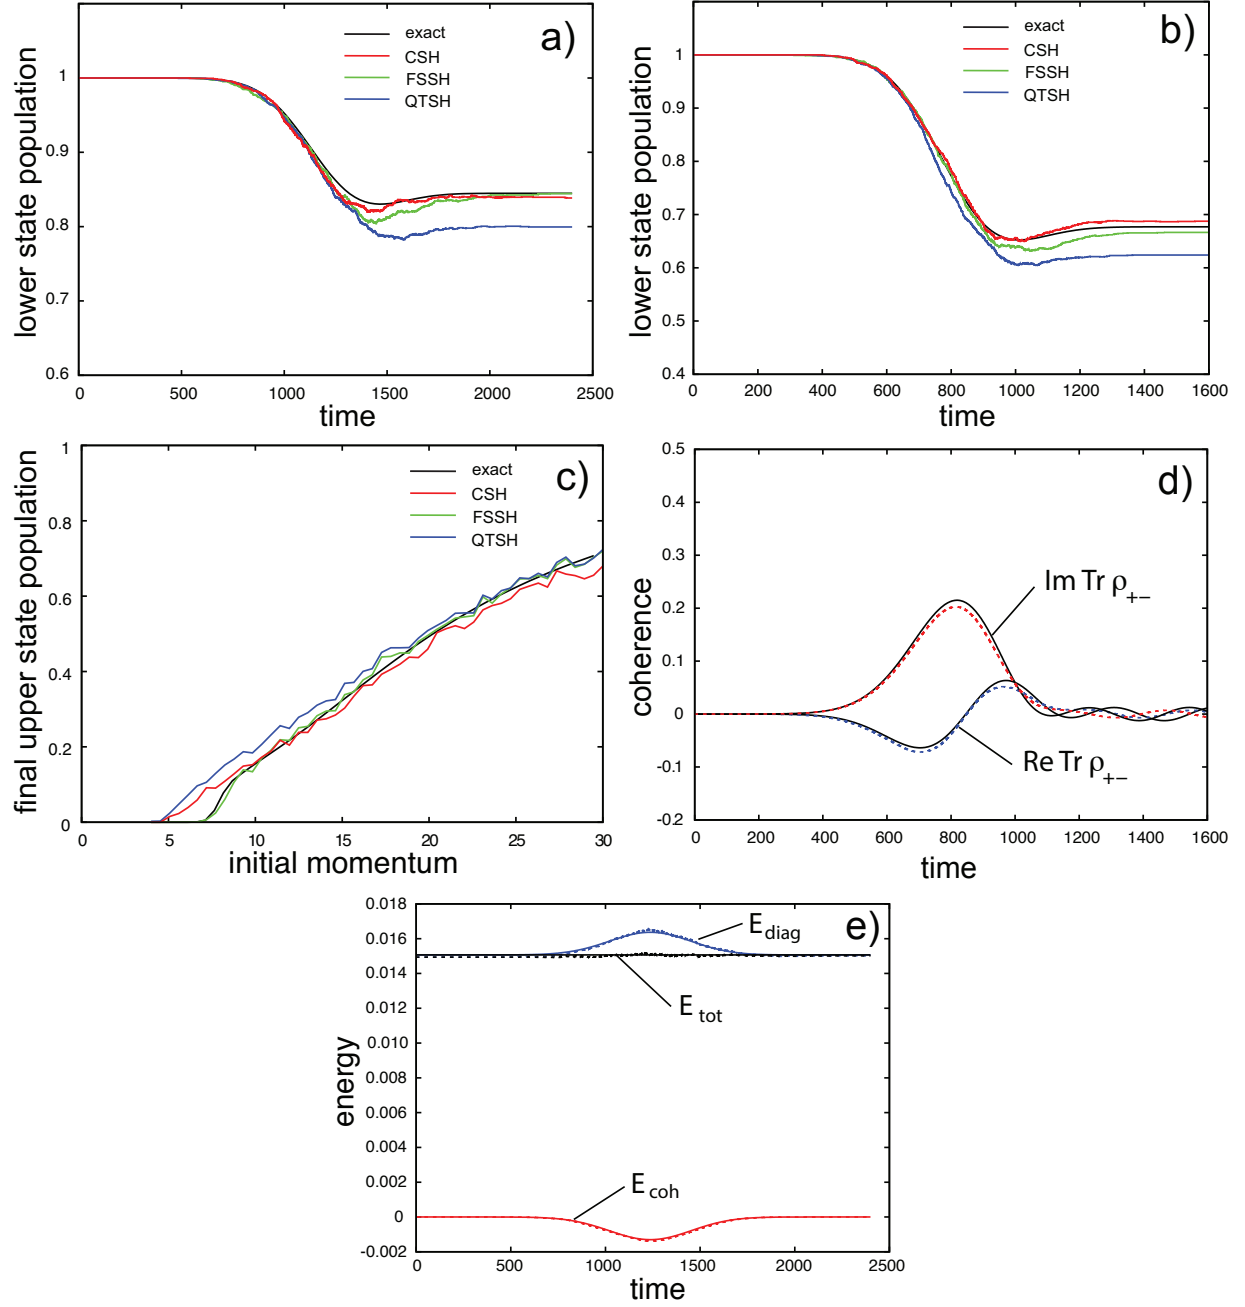 a)
exact
CSH
FSSH
QTSH
lower state population
1
0.9
0.8
0.7
0.6
0
500
1000
1500
2000
2500
time
b)
exact
CSH
FSSH
QTSH
lower state population
1
0.9
0.8
0.7
0.6
0.5
0.4
0
200
400
600
800
1000
1200
1400
1600
time
c)
exact
CSH
FSSH
QTSH
final upper state population
1
0.8
0.6
0.4
0.2
0
0
5
10
15
20
25
30
initial momentum
d)
coherence
0.5
0.4
0.3
0.2
0.1
0
-0.1
-0.2
Im Tr ρ+−
Re Tr ρ+−
0
200
400
600
800
1000
1200
1400
1600
time
e)
energy
0.018
0.016
0.014
0.012
0.010
0.008
0.006
0.004
0.002
0
-0.002
E diag
E tot
E coh
0
500
1000
1500
2000
2500
time